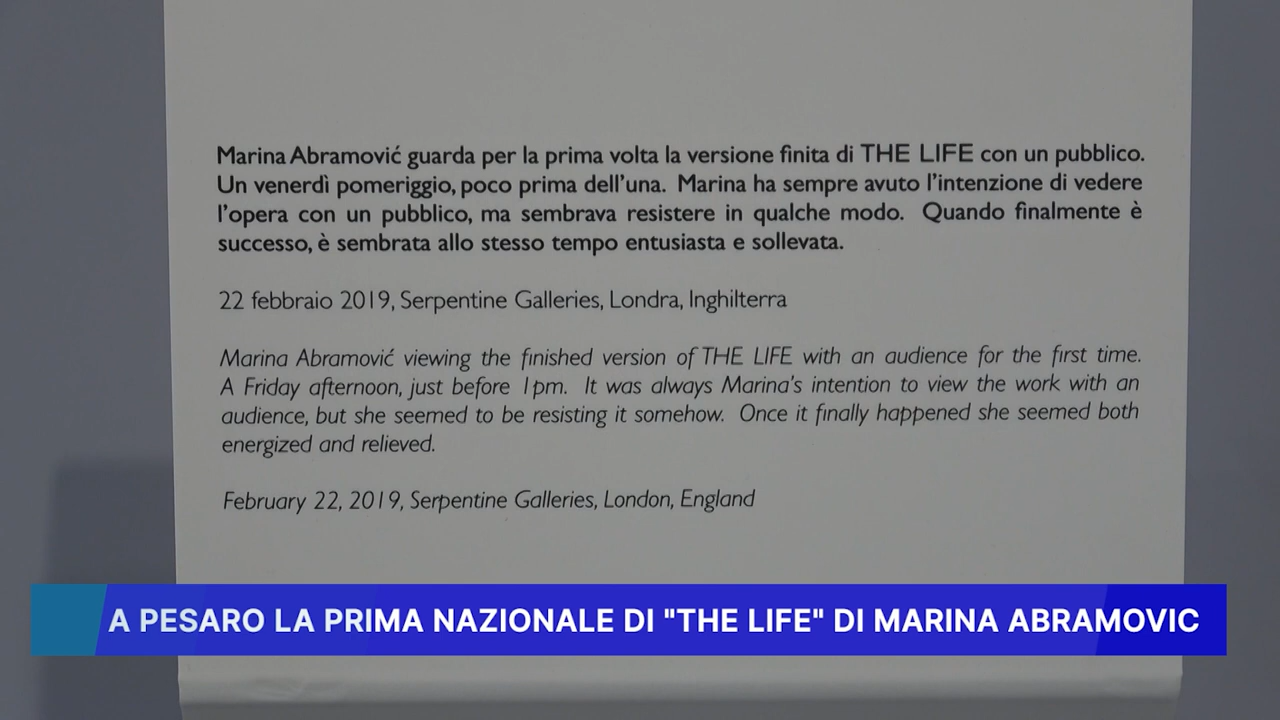 Marina Abramović guarda per la prima volta la versione finita di THE LIFE con un pubblico.
Un venerdì pomeriggio, poco prima dell'una. Marina ha sempre avuto l'intenzione di vedere
l'opera con un pubblico, ma sembrava resistere in qualche modo. Quando finalmente è
successo, è sembrata allo stesso tempo entusiasta e sollevata.
22 febbraio 2019, Serpentine Galleries, Londra, Inghilterra
Marina Abramović viewing the finished version of THE LIFE with an audience for the first time.
A Friday afternoon, just before 1pm. It was always Marina's intention to view the work with an
audience, but she seemed to be resisting it somehow. Once it finally happened she seemed both
energized and relieved.
February 22, 2019, Serpentine Galleries, London, England
A PESARO LA PRIMA NAZIONALE DI "THE LIFE" DI MARINA ABRAMOVIC